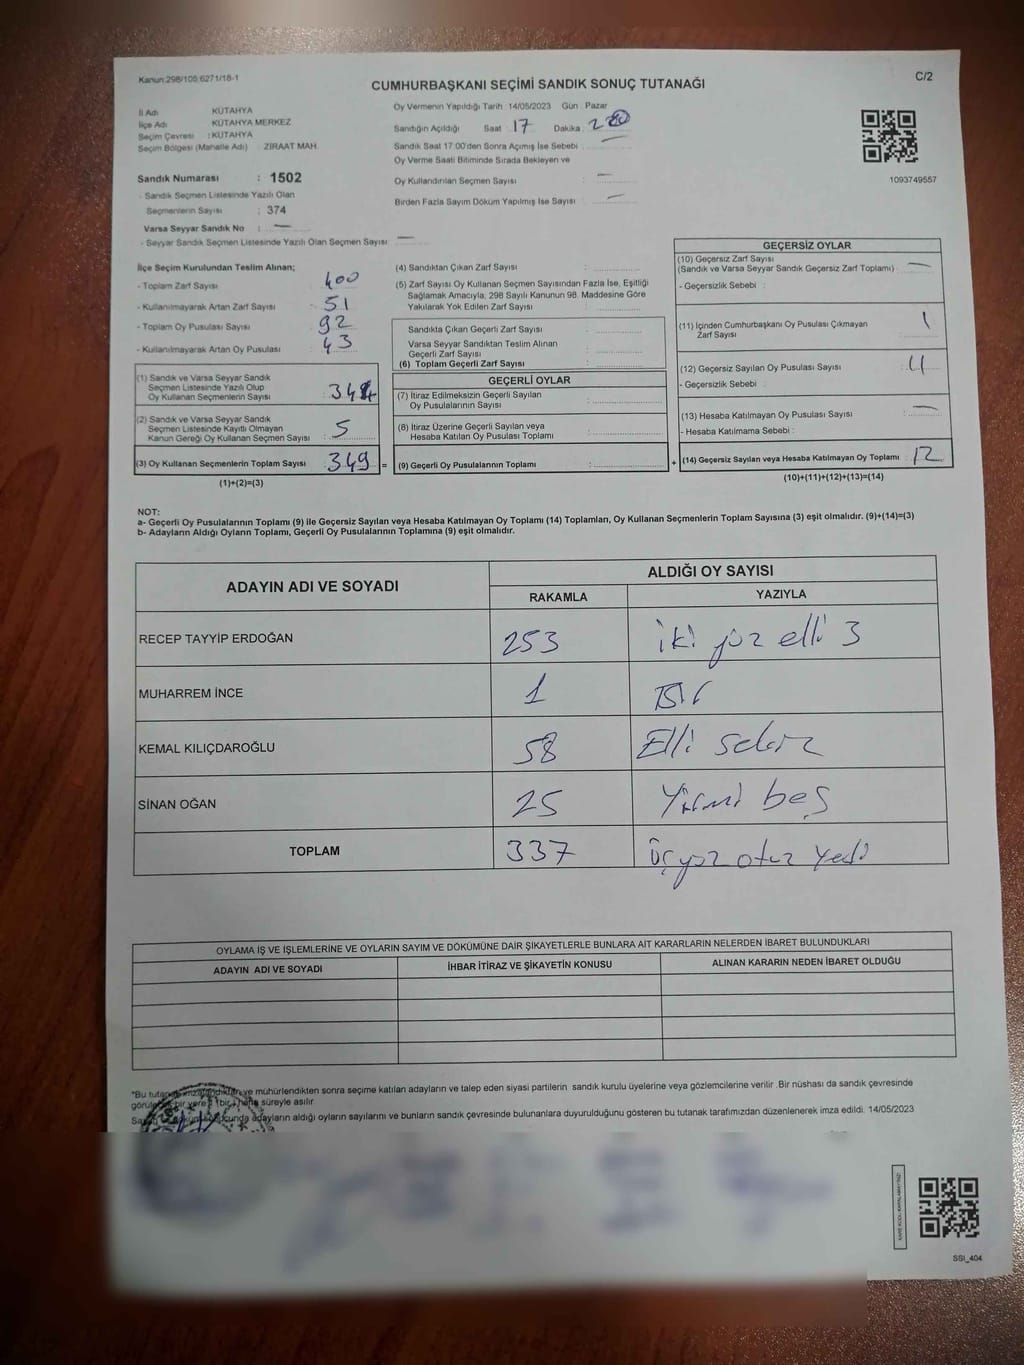 Kanun:298/105;6271/18-1
C/2
CUMHURBAŞKANI SEÇİMİ SANDIK SONUÇ TUTANAĞI
İl Adı KÜTAHYA
İlçe Adı KÜTAHYA MERKEZ
Seçim Çevresi : KÜTAHYA
Seçim Bölgesi (Mahalle Adı) : ZİRAAT MAH.
Sandık Numarası : 1502
- Sandık Seçmen Listesinde Yazılı Olan
Seçmenlerin Sayısı : 374
Varsa Seyyar Sandık No : —
- Seyyar Sandık Seçmen Listesinde Yazılı Olan Seçmen Sayısı: —
Oy Vermenin Yapıldığı Tarih :14/05/2023 Gün : Pazar
Sandığın Açıldığı Saat : 17 Dakika :
Sandık Saat 17.00'den Sonra Açılmış İse Sebebi : —
Oy Verme Saati Bitiminde Sırada Bekleyen ve
Oy Kullandırılan Seçmen Sayısı : —
Birden Fazla Sayım Döküm Yapılmış İse Sayısı : —
1093749557
İlçe Seçim Kurulundan Teslim Alınan;
- Toplam Zarf Sayısı : 400
- Kullanılmayarak Artan Zarf Sayısı : 51
- Toplam Oy Pusulası Sayısı : 92
- Kullanılmayarak Artan Oy Pusulası : 43
(1) Sandık ve Varsa Seyyar Sandık
Seçmen Listesinde Yazılı Olup
Oy Kullanan Seçmenlerin Sayısı : 344
(2) Sandık ve Varsa Seyyar Sandık
Seçmen Listesinde Kayıtlı Olmayan
Kanun Gereği Oy Kullanan Seçmen Sayısı : 5
(3) Oy Kullanan Seçmenlerin Toplam Sayısı : 349 =
(1)+(2)=(3)
(4) Sandıktan Çıkan Zarf Sayısı :
(5) Zarf Sayısı Oy Kullanan Seçmen Sayısından Fazla İse, Eşitliği
Sağlamak Amacıyla, 298 Sayılı Kanunun 98. Maddesine Göre
Yakılarak Yok Edilen Zarf Sayısı :
Sandıkta Çıkan Geçerli Zarf Sayısı :
Varsa Seyyar Sandıktan Teslim Alınan
Geçerli Zarf Sayısı :
(6) Toplam Geçerli Zarf Sayısı :
GEÇERLİ OYLAR
(7) İtiraz Edilmeksizin Geçerli Sayılan
Oy Pusulalarının Sayısı :
(8) İtiraz Üzerine Geçerli Sayılan veya
Hesaba Katılan Oy Pusulası Toplamı :
(9) Geçerli Oy Pusulalarının Toplamı : +
GEÇERSİZ OYLAR
(10) Geçersiz Zarf Sayısı
(Sandık ve Varsa Seyyar Sandık Geçersiz Zarf Toplamı) : —
- Geçersizlik Sebebi :
(11) İçinden Cumhurbaşkanı Oy Pusulası Çıkmayan
Zarf Sayısı : 1
(12) Geçersiz Sayılan Oy Pusulası Sayısı : 11
- Geçersizlik Sebebi :
(13) Hesaba Katılmayan Oy Pusulası Sayısı : —
- Hesaba Katılmama Sebebi :
(14) Geçersiz Sayılan veya Hesaba Katılmayan Oy Toplamı : 12
(10)+(11)+(12)+(13)=(14)
NOT:
a- Geçerli Oy Pusulalarının Toplamı (9) ile Geçersiz Sayılan veya Hesaba Katılmayan Oy Toplamı (14) Toplamları, Oy Kullanan Seçmenlerin Toplam Sayısına (3) eşit olmalıdır. (9)+(14)=(3)
b- Adayların Aldığı Oyların Toplamı, Geçerli Oy Pusulalarının Toplamına (9) eşit olmalıdır.
ADAYIN ADI VE SOYADI ALDIĞI OY SAYISI
RAKAMLA YAZIYLA
RECEP TAYYİP ERDOĞAN 253 iki yüz elli 3
MUHARREM İNCE 1 Bir
KEMAL KILIÇDAROĞLU 58 Elli sekiz
SİNAN OĞAN 25 Yirmi beş
TOPLAM 337 üçyüz otuz yedi
OYLAMA İŞ VE İŞLEMLERİNE VE OYLARIN SAYIM VE DÖKÜMÜNE DAİR ŞİKAYETLERLE BUNLARA AİT KARARLARIN NELERDEN İBARET BULUNDUKLARI
ADAYIN ADI VE SOYADI İHBAR İTİRAZ VE ŞİKAYETİN KONUSU ALINAN KARARIN NEDEN İBARET OLDUĞU
*Bu ve mühürlendikten sonra seçime katılan adayların ve talep eden siyasi partilerin sandık kurulu üyelerine veya gözlemcilerine verilir .Bir nüshası da sandık çevresinde
bir yere (bir) hafta süreyle asılır.
adayların aldığı oyların sayılarını ve bunların sandık çevresinde bulunanlara duyurulduğunu gösteren bu tutanak tarafımızdan düzenlenerek imza edildi. 14/05/2023
SSI_404